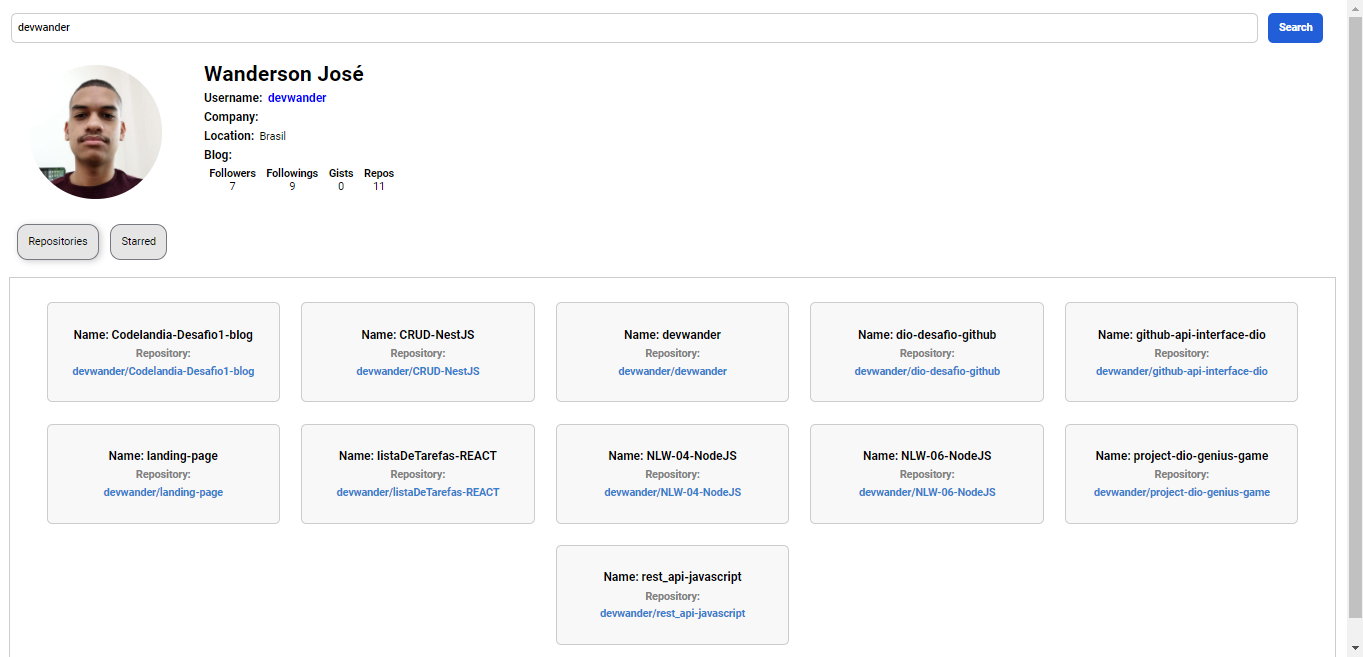 devwander
Search
Wanderson José
Username: devwander
Company:
Location: Brasil
Blog:
Followers Followings Gists Repos
7 9 0 11
Repositories Starred
Name: Codelandia-Desafio1-blog
Repository:
devwander/Codelandia-Desafio1-blog
Name: CRUD-NestJS
Repository:
devwander/CRUD-NestJS
Name: devwander
Repository:
devwander/devwander
Name: dio-desafio-github
Repository:
devwander/dio-desafio-github
Name: github-api-interface-dio
Repository:
devwander/github-api-interface-dio
Name: landing-page
Repository:
devwander/landing-page
Name: listaDeTarefas-REACT
Repository:
devwander/listaDeTarefas-REACT
Name: NLW-04-NodeJS
Repository:
devwander/NLW-04-NodeJS
Name: NLW-06-NodeJS
Repository:
devwander/NLW-06-NodeJS
Name: project-dio-genius-game
Repository:
devwander/project-dio-genius-game
Name: rest_api-javascript
Repository:
devwander/rest_api-javascript